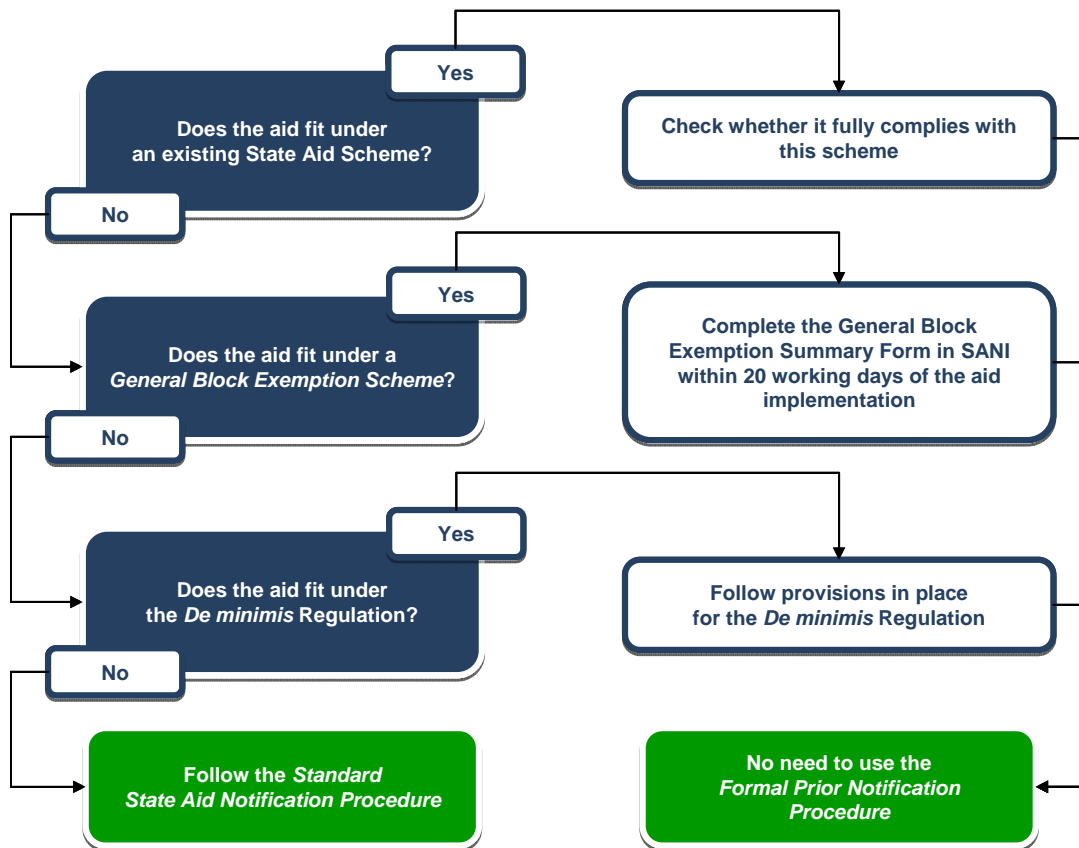 Yes
Does the aid fit under
an existing State Aid Scheme?
Check whether it fully complies with
this scheme
No
Yes
Does the aid fit under a
General Block Exemption Scheme?
Complete the General Block
Exemption Summary Form in SANI
within 20 working days of the aid
implementation
No
Yes
Does the aid fit under
the De minimis Regulation?
Follow provisions in place
for the De minimis Regulation
No
Follow the Standard
State Aid Notification Procedure
No need to use the
Formal Prior Notification
Procedure